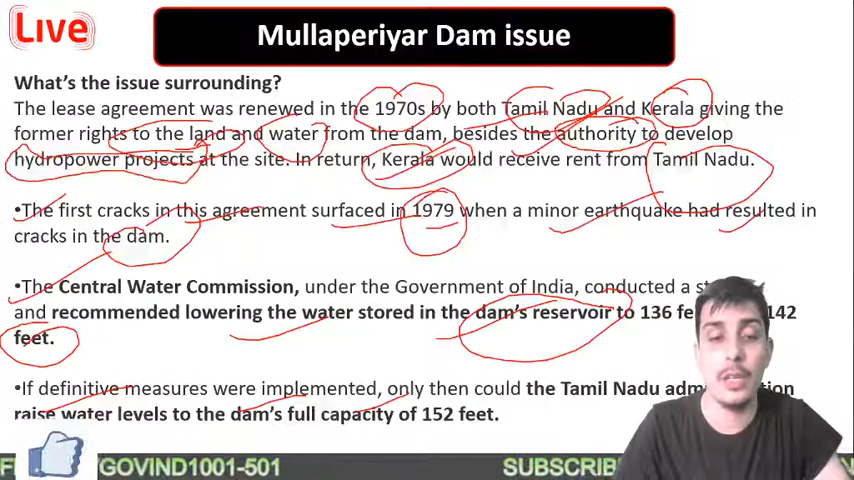 Live
Mullaperiyar Dam issue
What's the issue surrounding?
The lease agreement was renewed in the 1970s by both Tamil Nadu and Kerala giving the
former rights to the land and water from the dam, besides the authority to develop
hydropower projects at the site. In return, Kerala would receive rent from Tamil Nadu.
•The first cracks in this agreement surfaced in 1979 when a minor earthquake had resulted in
cracks in the dam.
•The Central Water Commission, under the Government of India, conducted a
and recommended lowering the water stored in the dam's reservoir to 136 142
feet.
•If definitive measures were implemented, only then could the Tamil Nadu
raise water levels to the dam's full capacity of 152 feet.
GOVIND1001-501 SUBSCRIB